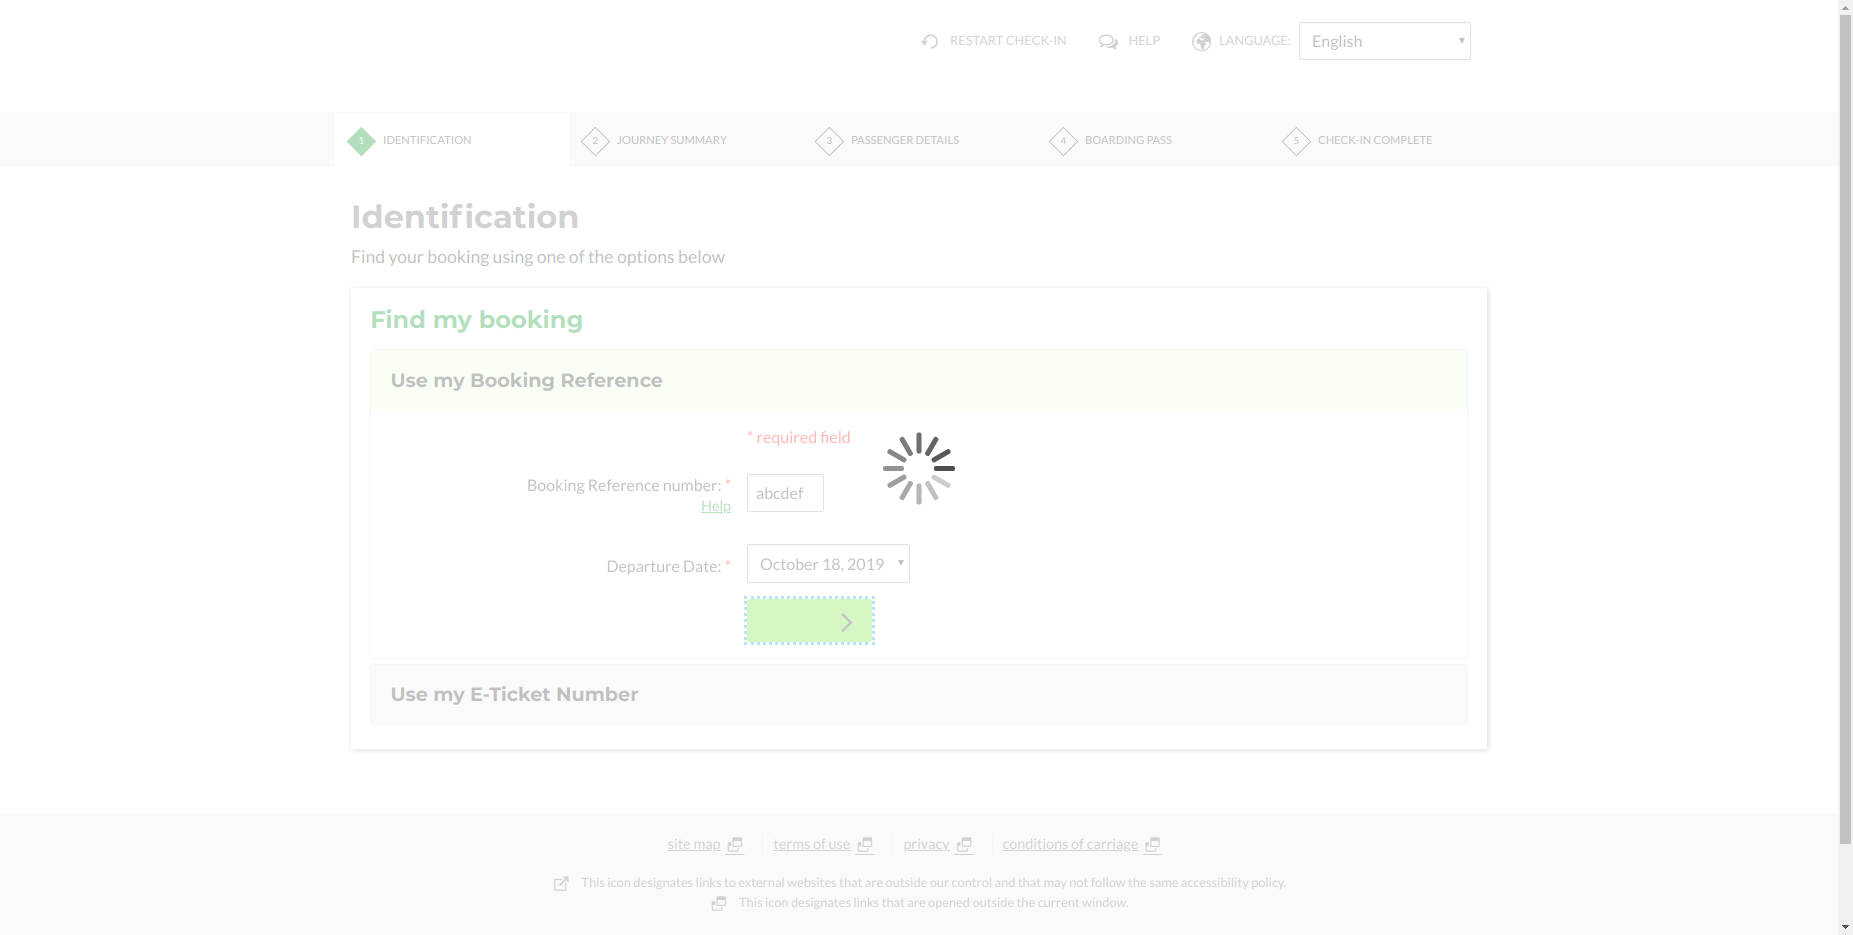 RESTART CHECK-IN HELP LANGUAGE: English
1 IDENTIFICATION 2 JOURNEY SUMMARY 3 PASSENGER DETAILS 4 BOARDING PASS 5 CHECK-IN COMPLETE
Identification
Find your booking using one of the options below
Find my booking
Use my Booking Reference
* required field
Booking Reference number: * abcdef
Help
Departure Date: * October 18, 2019
Use my E-Ticket Number
site map terms of use privacy conditions of carriage
This icon designates links to external websites that are outside our control and that may not follow the same accessibility policy.
This icon designates links that are opened outside the current window.